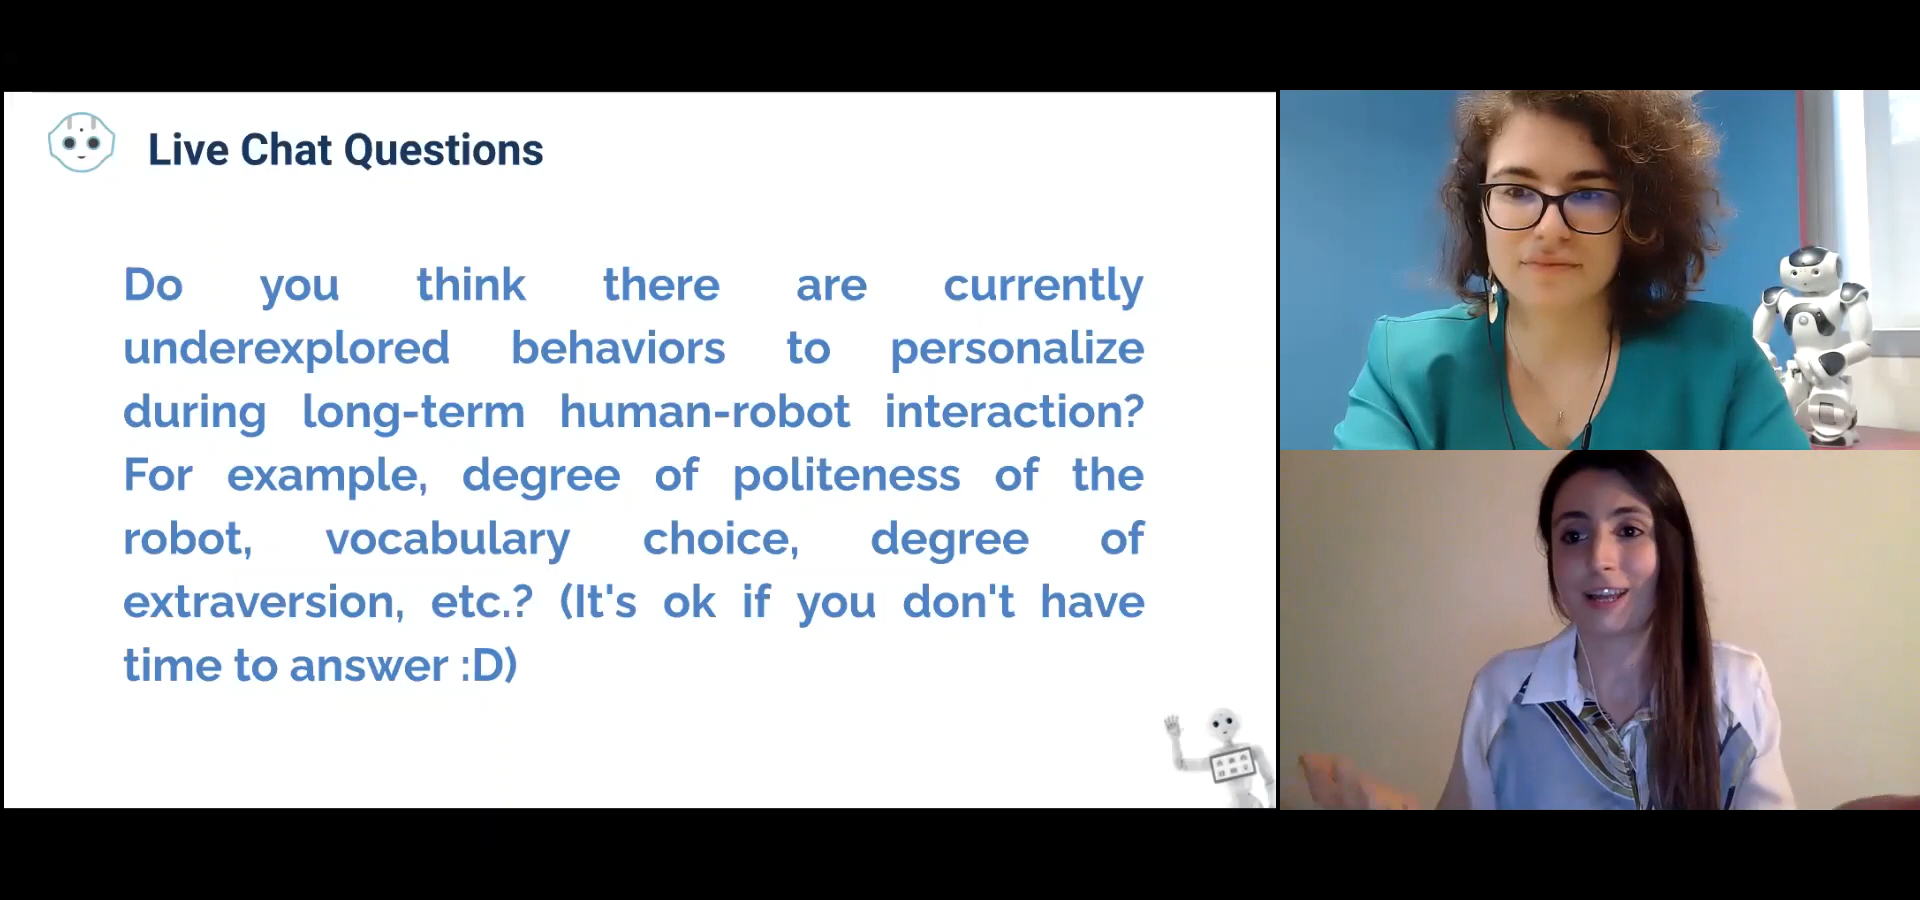 Live Chat Questions
Do you think there are currently
underexplored behaviors to personalize
during long-term human-robot interaction?
For example, degree of politeness of the
robot, vocabulary choice, degree of
extraversion, etc.? (It's ok if you don't have
time to answer :D)